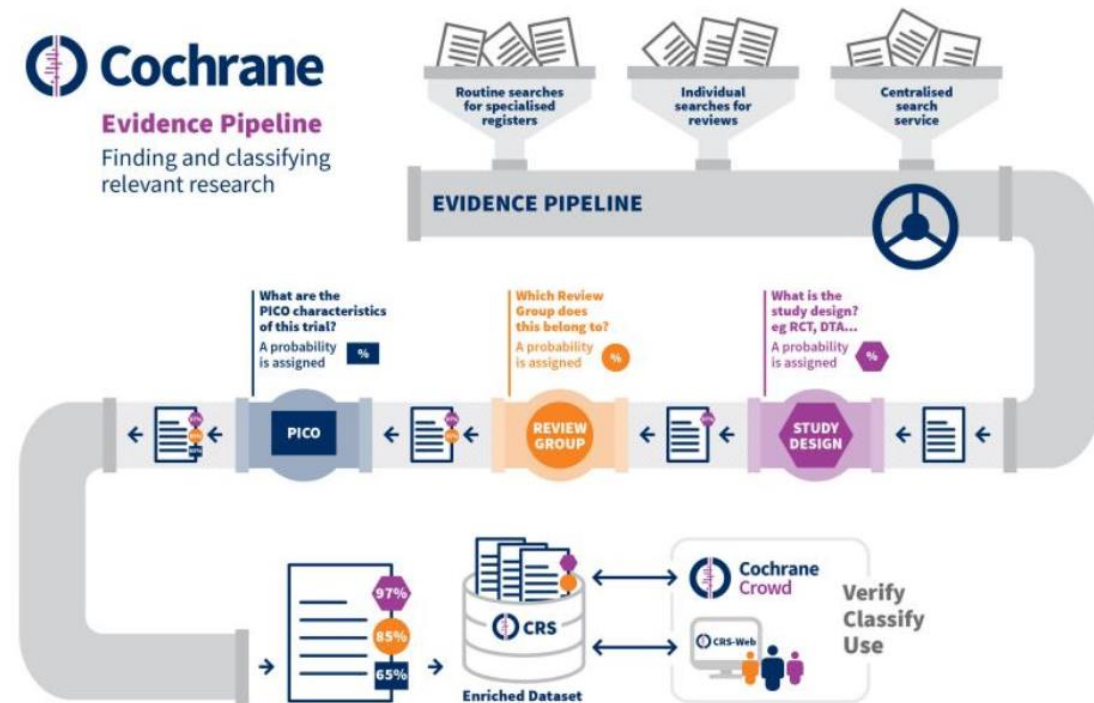 Cochrane
Evidence Pipeline
Finding and classifying
relevant research
Routine searches
for specialised
registers
Individual
searches for
reviews
Centralised
search
service
EVIDENCE PIPELINE
What are the
PICO characteristics
of this trial?
A probability
is assigned
%
Which Review
Group does
this belong to?
A probability
is assigned
%
What is the
study design?
eg RCT, DTA...
A probability
is assigned
%
PICO
REVIEW
GROUP
STUDY
DESIGN
97%
85%
65%
CRS
Enriched Dataset
Cochrane
Crowd
CRS-Web
Verify
Classify
Use